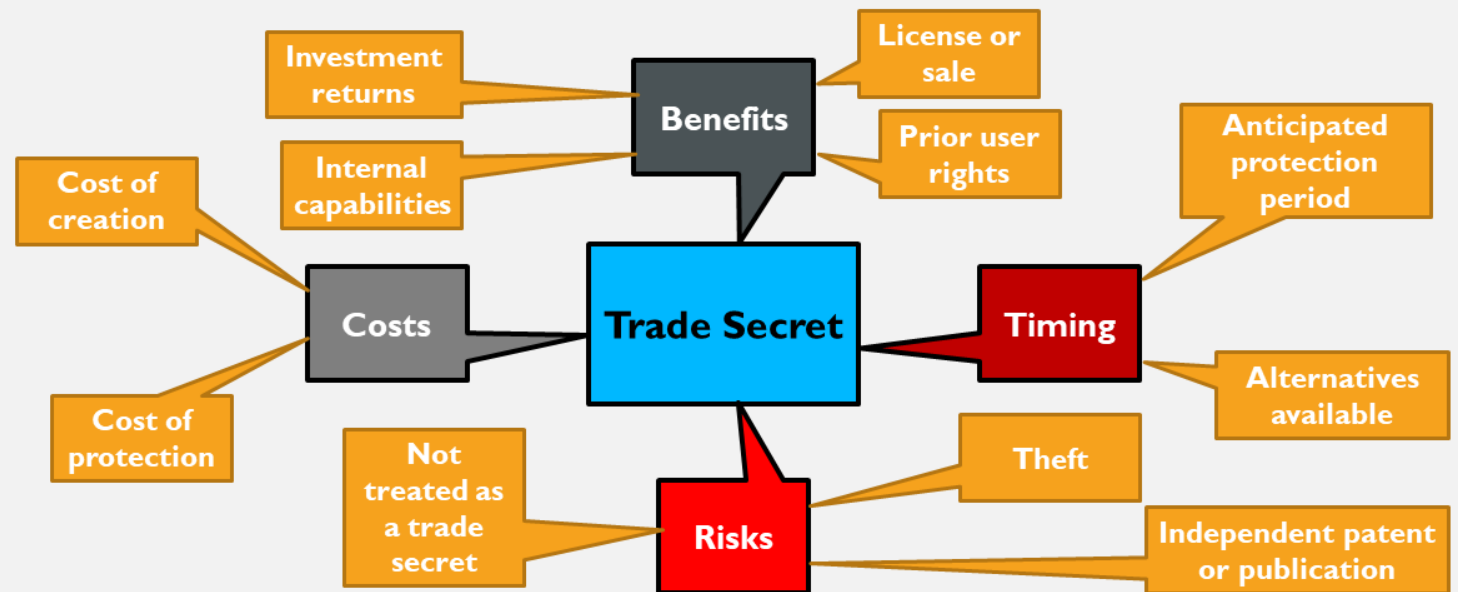 Investment
returns
License or
sale
Benefits
Internal
capabilities
Prior user
rights
Anticipated
protection
period
Cost of
creation
Costs
Trade Secret
Timing
Cost of
protection
Alternatives
available
Not
treated as
a trade
secret
Theft
Risks
Independent patent
or publication